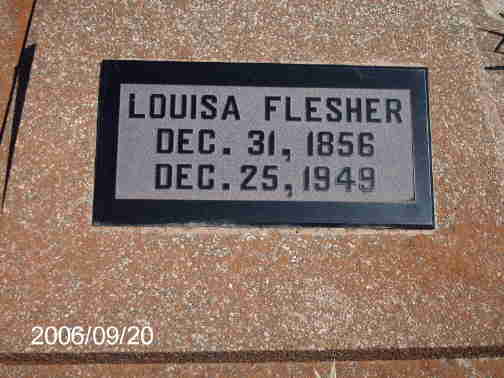 LOUISA FLESHER
DEC. 31, 1856
DEC. 25, 1949
2006/09/20